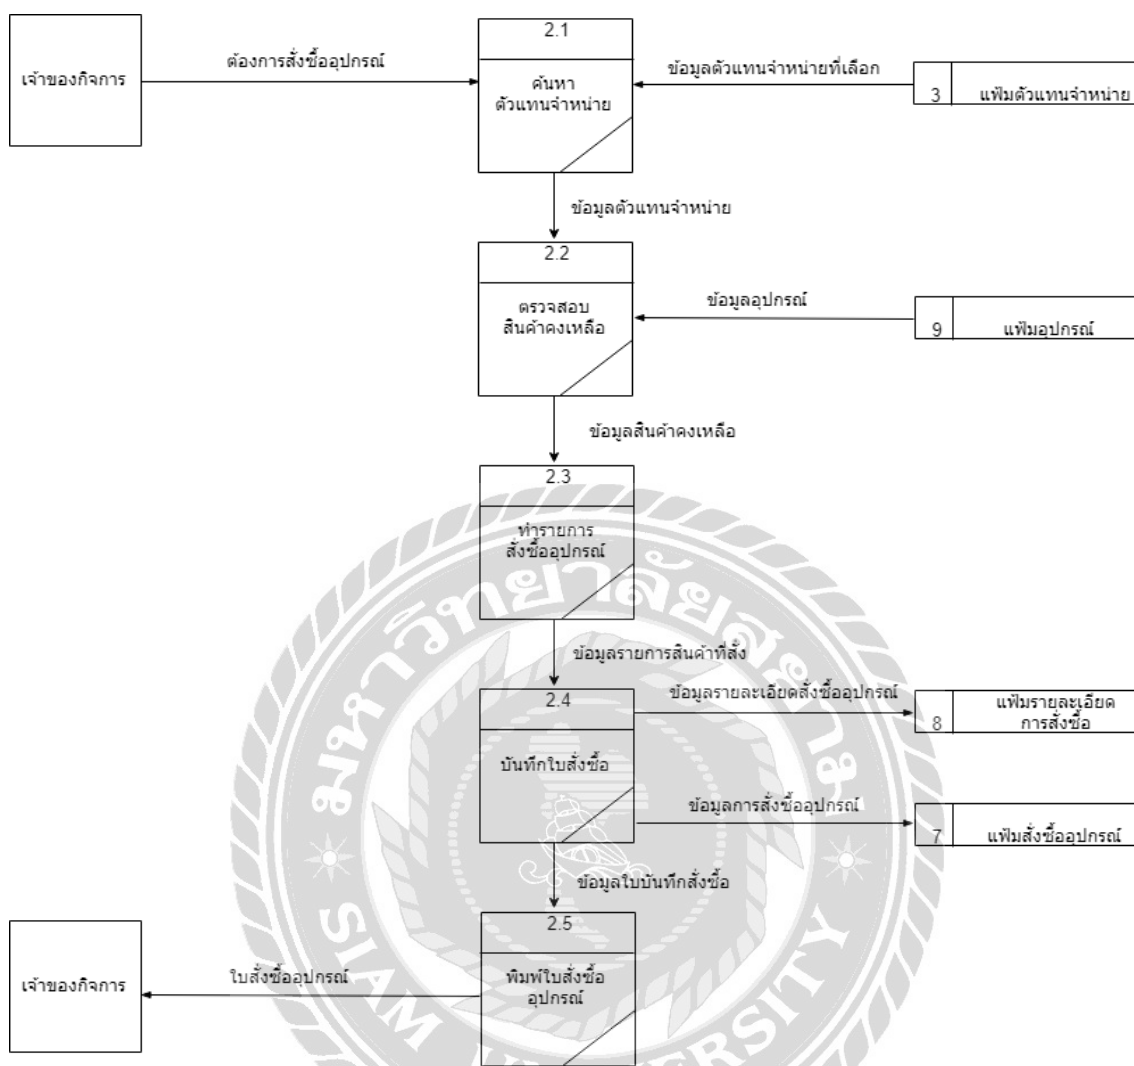 2.1
เจ้าของกิจการ
ต้องการสั่งซื้ออุปกรณ์
ค้นหา
ตัวแทนจำหน่าย
ข้อมูลตัวแทนจำหน่ายที่เลือก
3 แฟ้มตัวแทนจำหน่าย
ข้อมูลตัวแทนจำหน่าย
2.2
ตรวจสอบ
สินค้าคงเหลือ
ข้อมูลอุปกรณ์
9 แฟ้มอุปกรณ์
ข้อมูลสินค้าคงเหลือ
2.3
ทำรายการ
สั่งซื้ออุปกรณ์
ข้อมูลรายการสินค้าที่สั่ง
2.4
บันทึกใบสั่งซื้อ
ข้อมูลรายละเอียดสั่งซื้ออุปกรณ์
8 แฟ้มรายละเอียด
การสั่งซื้อ
ข้อมูลการสั่งซื้ออุปกรณ์
7 แฟ้มสั่งซื้ออุปกรณ์
ข้อมูลใบบันทึกสั่งซื้อ
2.5
พิมพ์ใบสั่งซื้อ
อุปกรณ์
ใบสั่งซื้ออุปกรณ์
เจ้าของกิจการ
มหาวิทยาลัยสยาม
SIAM UNIVERSITY